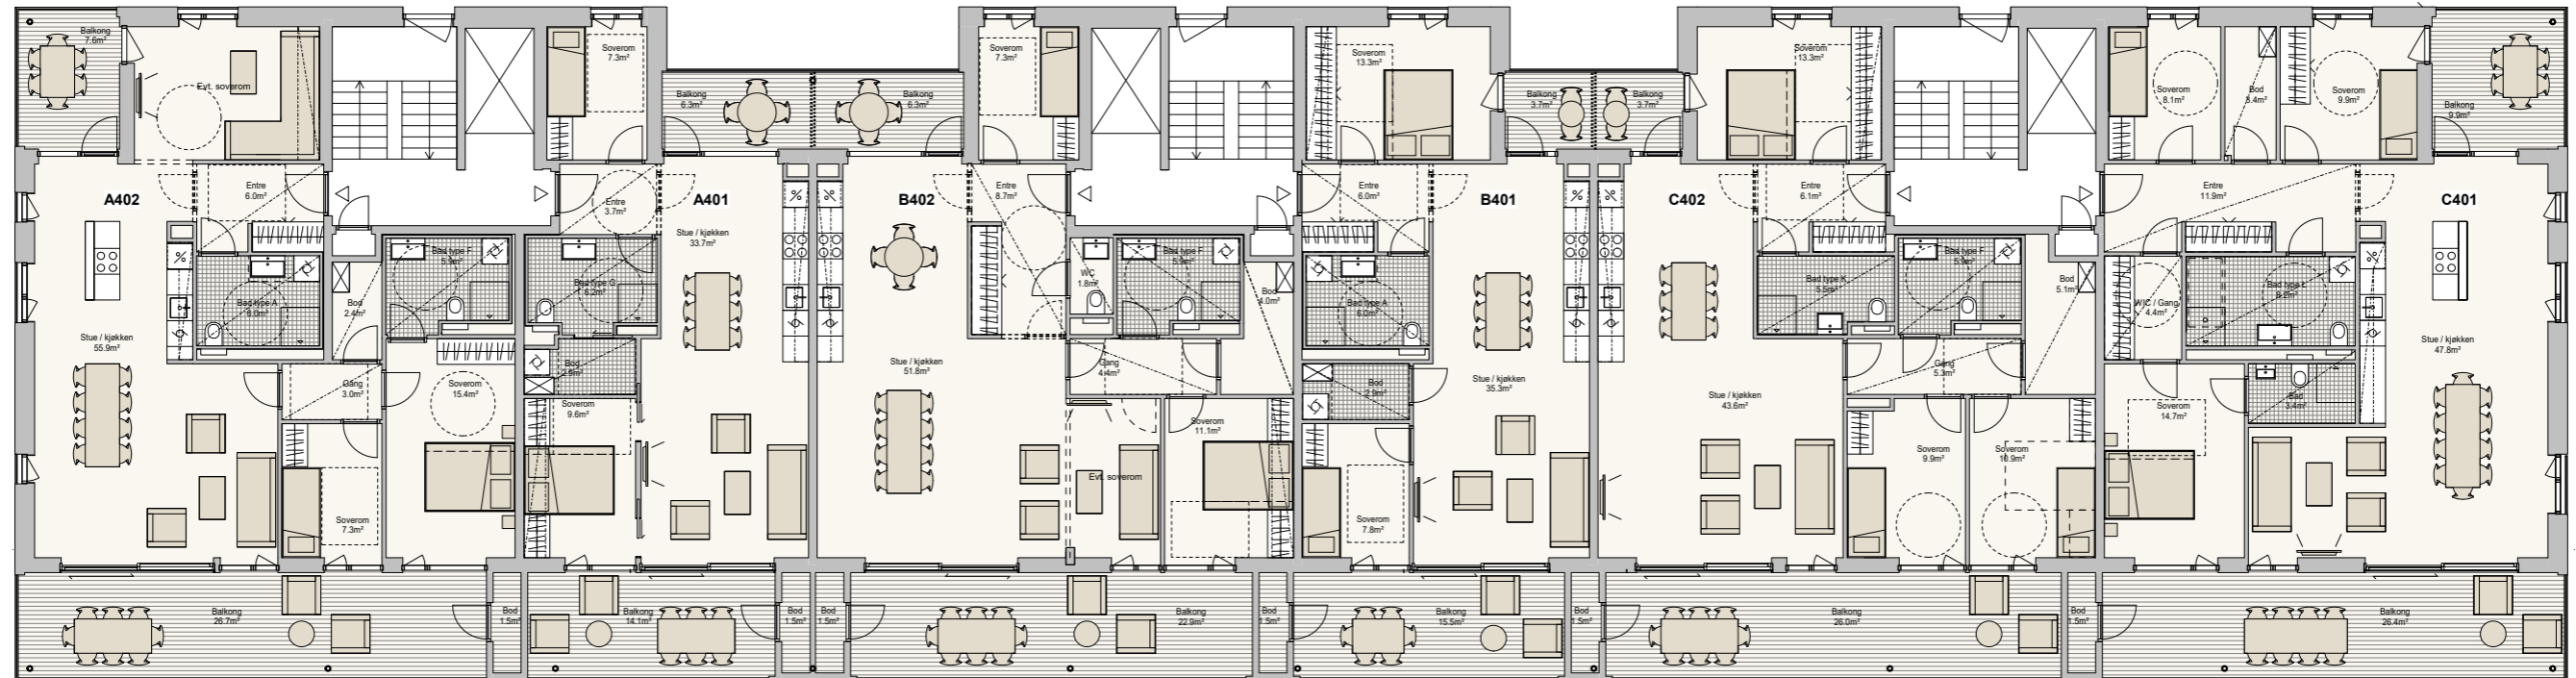 Balkong
7.6m²
Evt. soverom
Soverom
7.3m²
Balkong
6.3m²
Balkong
6.3m²
Soverom
7.3m²
Soverom
13.3m²
Balkong
3.7m²
Balkong
3.7m²
Soverom
13.3m²
Soverom
8.1m²
Bod
3.4m²
Soverom
9.9m²
Balkong
9.9m²
A402
Entre
6.0m²
Entre
3.7m²
A401
B402
Entre
8.7m²
Entre
6.0m²
B401
C402
Entre
6.1m²
Entre
11.9m²
C401
Stue / kjøkken
33.7m²
Bad type A
6.0m²
Bod
2.4m²
Bad type F
Bad type G
WC
1.8m²
Bad type F
Bod
4.0m²
Bad type A
6.0m²
Bad type K
5.5m²
Bad type F
Bod
5.1m²
WIC / Gang
4.4m²
Bad type L
Stue / kjøkken
55.9m²
Gang
3.0m²
Soverom
15.4m²
Bod
Soverom
9.6m²
Stue / kjøkken
51.8m²
Gang
4.4m²
Bod
2.9m²
Stue / kjøkken
35.3m²
Stue / kjøkken
43.6m²
Gang
5.3m²
Stue / kjøkken
47.8m²
Soverom
14.7m²
Bad
3.4m²
Soverom
11.1m²
Evt. soverom
Soverom
7.3m²
Soverom
7.8m²
Soverom
9.9m²
Soverom
10.9m²
Balkong
26.7m²
Bod
1.5m²
Balkong
14.1m²
Bod
1.5m²
Bod
1.5m²
Balkong
22.9m²
Bod
1.5m²
Balkong
15.5m²
Bod
1.5m²
Balkong
26.0m²
Bod
1.5m²
Balkong
26.4m²